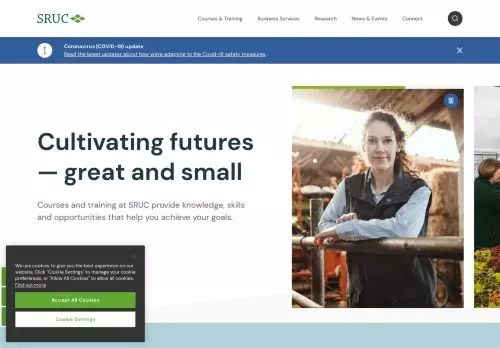 SRUC
Courses & Training
Business Services
Research
News & Events
Connect
Coronavirus (COVID-19) update
Read the latest updates about how we're adapting to the Covid-19 safety measures.
Cultivating futures
— great and small
Courses and training at SRUC provide knowledge, skills
and opportunities that help you achieve your goals.
We use cookies to give you the best experience on our
website. Click "Cookie Settings" to manage your cookie
preferences, or "Allow All Cookies" to allow all cookies.
Find out more
Accept All Cookies
Cookie Settings